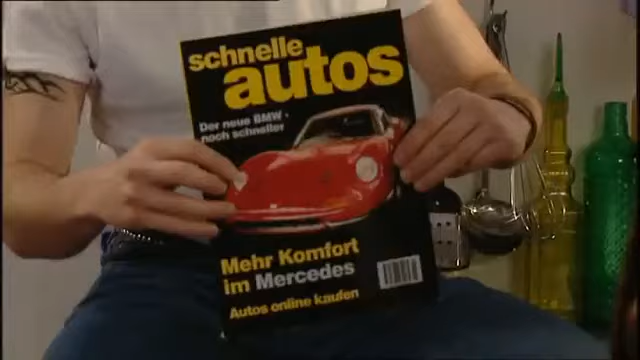 schnelle
autos
Der neue BMW -
noch schneller
Mehr Komfort
im Mercedes
Autos online kaufen